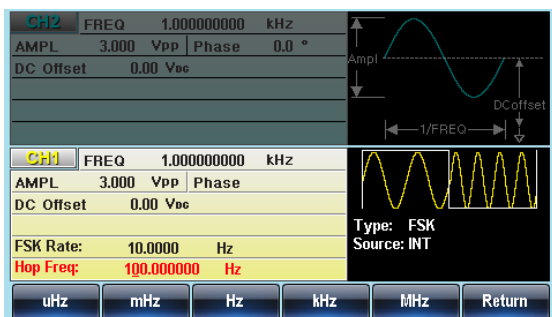 CH2 FREQ 1.000000000 kHz
AMPL 3.000 Vpp Phase 0.0 °
DC Offset 0.00 VDC
Ampl
DCoffset
1/FREQ
CH1 FREQ 1.000000000 kHz
AMPL 3.000 Vpp Phase
DC Offset 0.00 VDC
Type: FSK
FSK Rate: 10.0000 Hz
Source: INT
Hop Freq: 100.000000 Hz
uHz mHz Hz kHz MHz Return